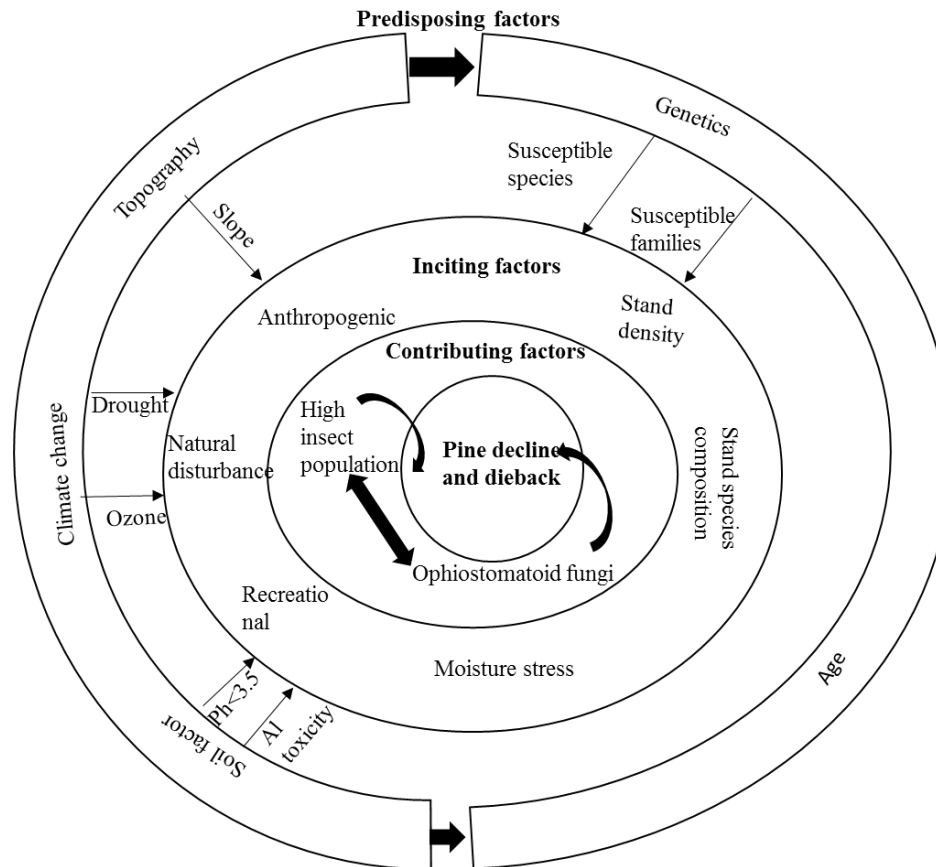 Predisposing factors
Genetics
Topography
Susceptible
species
Slope
Susceptible
families
Inciting factors
Anthropogenic
Stand
density
Contributing factors
Climate change
Drought
High
insect
population
Natural
disturbance
Pine decline
and dieback
Stand species
composition
Ozone
Ophiostomatoid fungi
Recreatio
nal
Moisture stress
Age
Soil factor
Ph<3.5
Al
toxicity